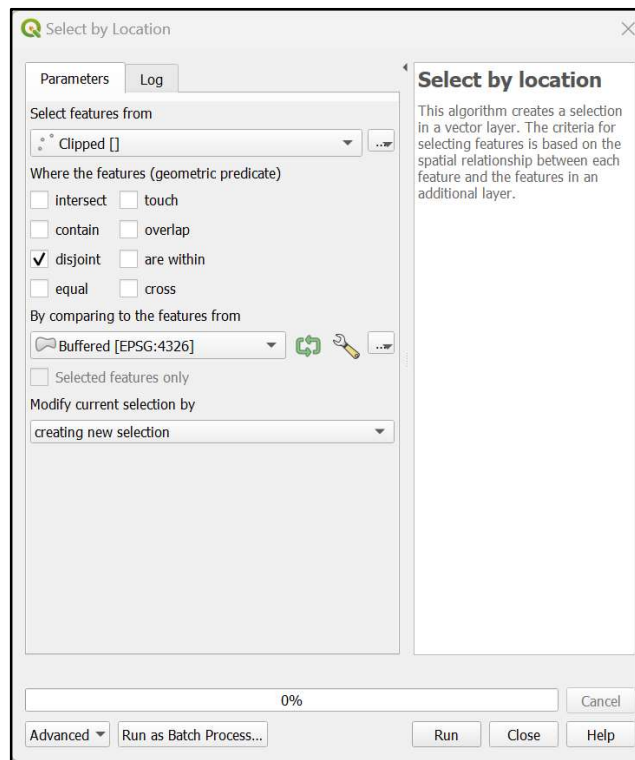 Select by Location
Parameters Log
Select features from
Clipped []
Where the features (geometric predicate)
intersect touch
contain overlap
disjoint are within
equal cross
By comparing to the features from
Buffered [EPSG:4326]
Selected features only
Modify current selection by
creating new selection
Select by location
This algorithm creates a selection
in a vector layer. The criteria for
selecting features is based on the
spatial relationship between each
feature and the features in an
additional layer.
0%
Cancel
Advanced Run as Batch Process... Run Close Help